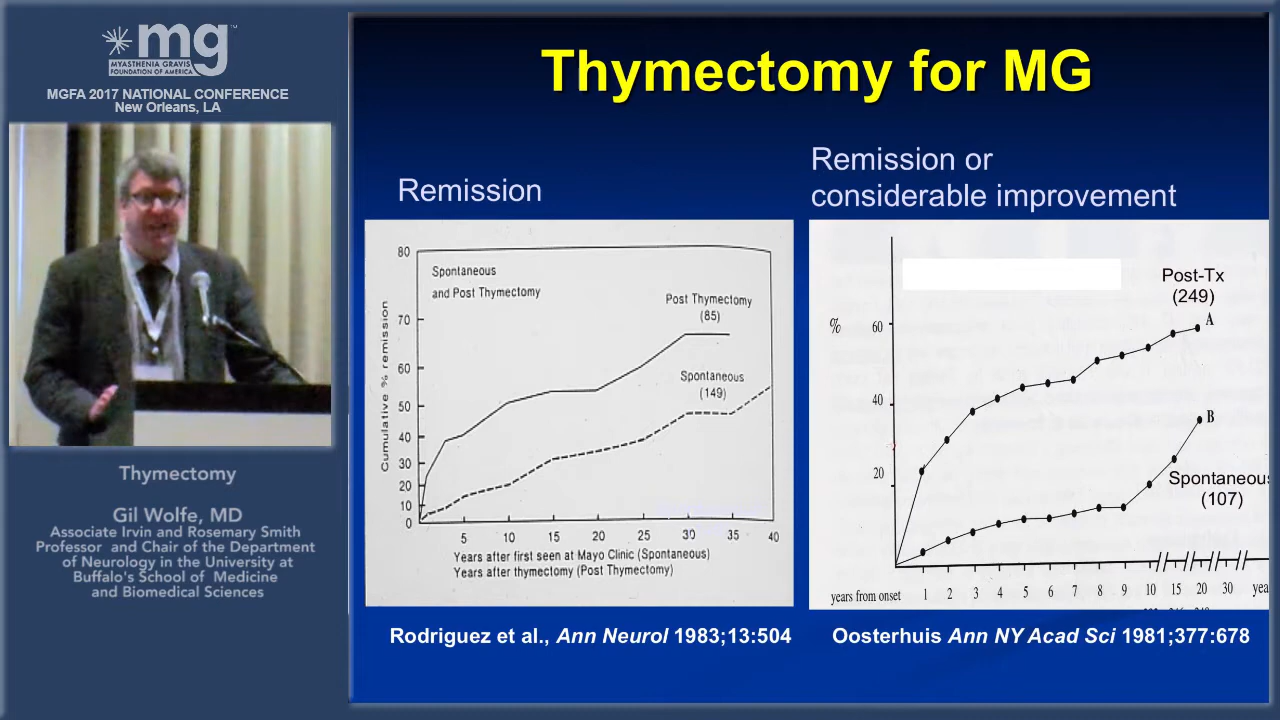 mg
MYASTHENIA GRAVIS
FOUNDATION OF AMERICA
MGFA 2017 NATIONAL CONFERENCE
New Orleans, LA
Thymectomy
Gil Wolfe, MD
Associate Irvin and Rosemary Smith
Professor and Chair of the Department
of Neurology in the University at
Buffalo's School of Medicine
and Biomedical Sciences
Thymectomy for MG
Remission
80
70
60
50
40
30
20
10
0
Cumulative % remission
Spontaneous
and Post Thymectomy
Post Thymectomy
(85)
Spontaneous
(149)
5 10 15 20 25 30 35 40
Years after first seen at Mayo Clinic (Spontaneous)
Years after thymectomy (Post Thymectomy)
Rodriguez et al., Ann Neurol 1983;13:504
Remission or
considerable improvement
%
60
40
20
Post-Tx
(249)
A
B
Spontaneous
(107)
years from onset 1 2 3 4 5 6 7 8 9 10 15 20 30 yea
Oosterhuis Ann NY Acad Sci 1981;377:678